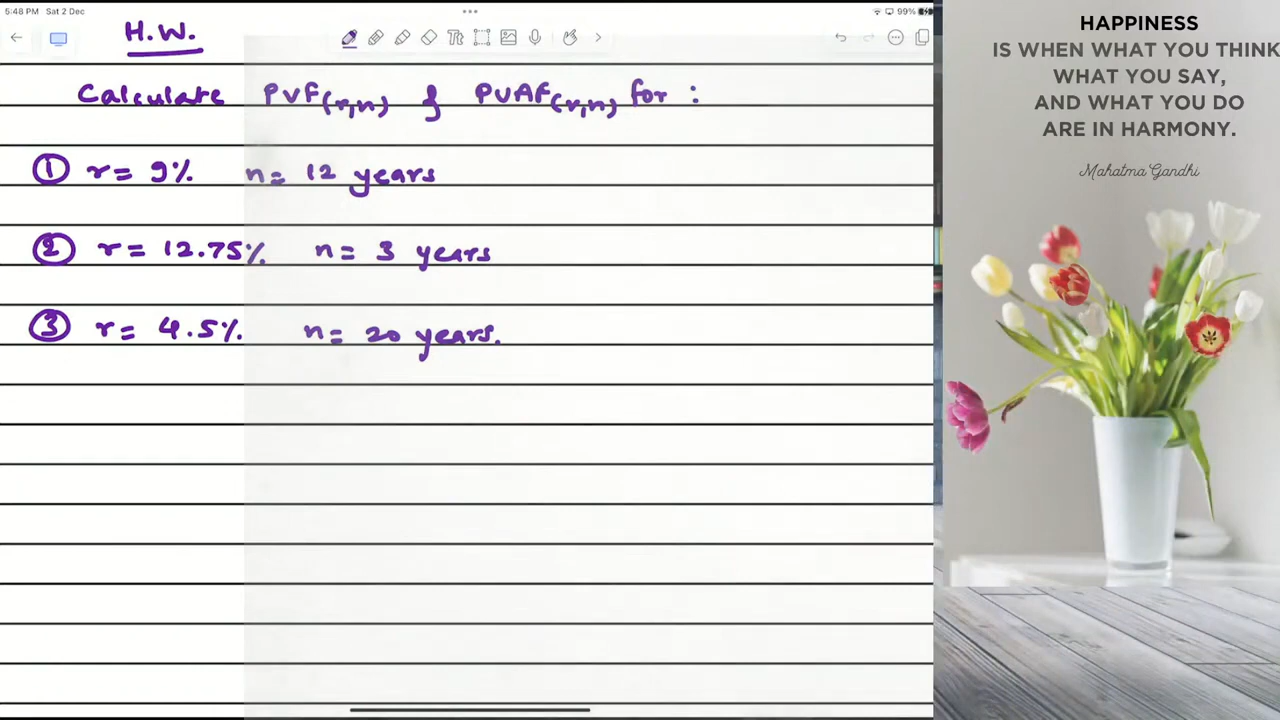 5:48 PM Sat 2 Dec
99%
H.W.
Calculate PVF(r,n) & PVAF(r,n) for :
① r = 9% n = 12 years
② r = 12.75% n = 3 years
③ r = 4.5% n = 20 years.
HAPPINESS
IS WHEN WHAT YOU THINK
WHAT YOU SAY,
AND WHAT YOU DO
ARE IN HARMONY.
Mahatma Gandhi